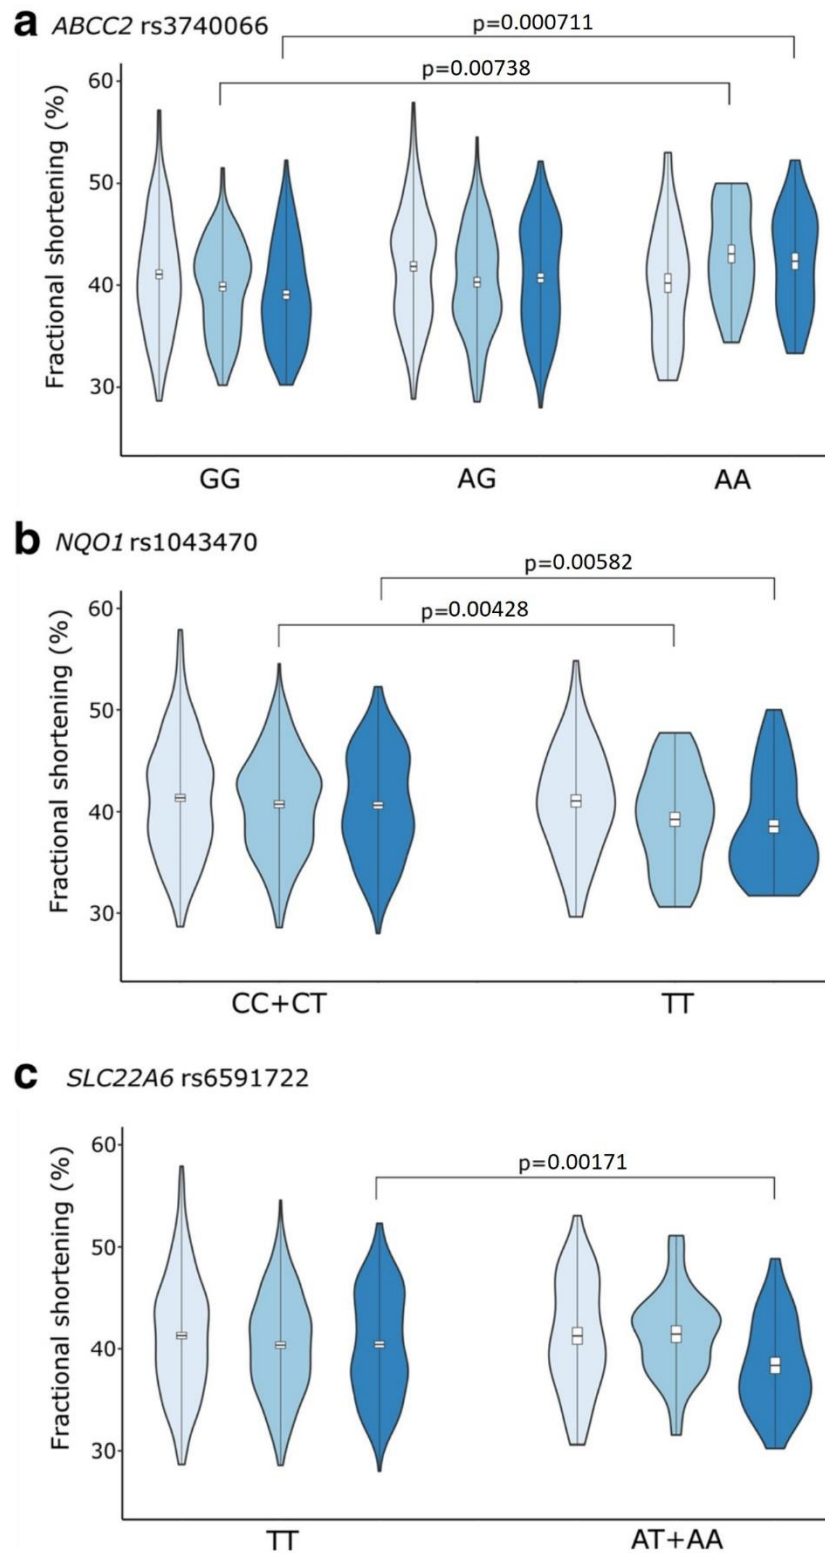 a ABCC2 rs3740066
p=0.000711
p=0.00738
Fractional shortening (%)
60
50
40
30
GG AG AA
b NQO1 rs1043470
p=0.00582
p=0.00428
Fractional shortening (%)
60
50
40
30
CC+CT TT
c SLC22A6 rs6591722
p=0.00171
Fractional shortening (%)
60
50
40
30
TT AT+AA